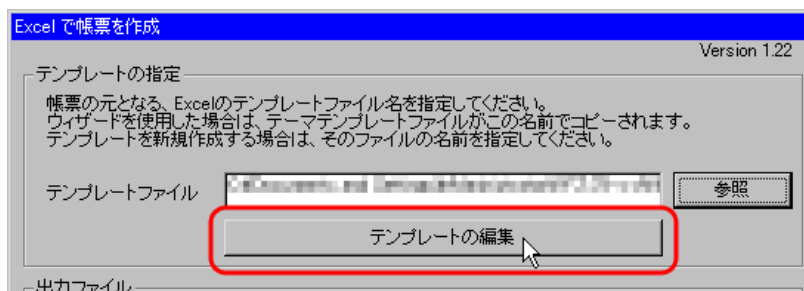 Excel で帳票を作成
Version 1.22
テンプレートの指定
帳票の元となる、Excelのテンプレートファイル名を指定してください。
ウィザードを使用した場合は、テーマテンプレートファイルがこの名前でコピーされます。
テンプレートを新規作成する場合は、そのファイルの名前を指定してください。
テンプレートファイル
参照
テンプレートの編集
出力ファイル